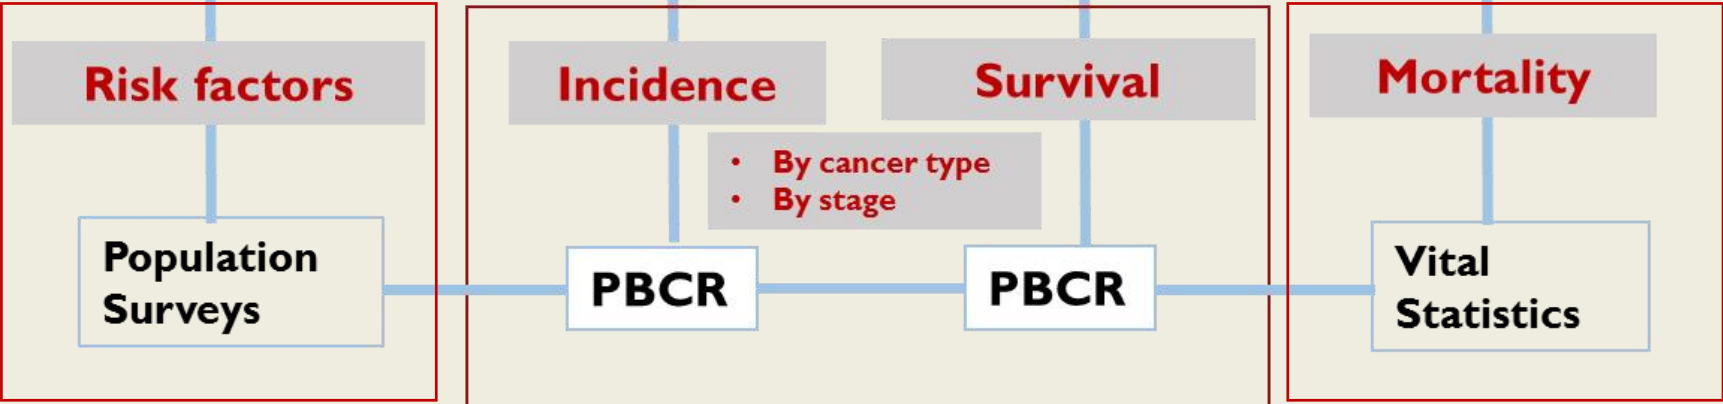 Risk factors
Incidence
Survival
Mortality
• By cancer type
• By stage
Population
Surveys
PBCR
PBCR
Vital
Statistics